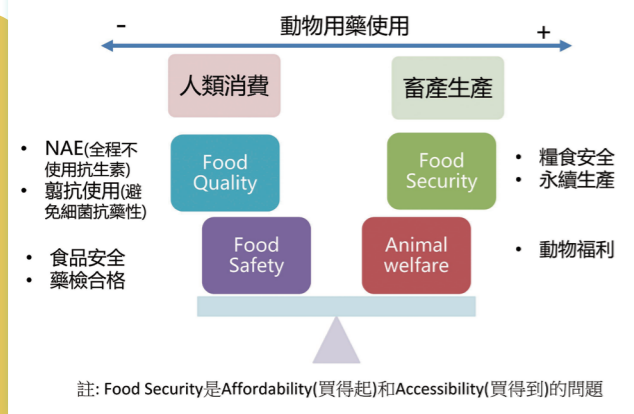 動物用藥使用
- +
人類消費
畜產生產
• NAE(全程不
使用抗生素)
• 翦抗使用(避
免細菌抗藥性)
Food
Quality
Food
Security
• 糧食安全
• 永續生產
• 食品安全
• 藥檢合格
Food
Safety
Animal
welfare
• 動物福利
註: Food Security是Affordability(買得起)和Accessibility(買得到)的問題